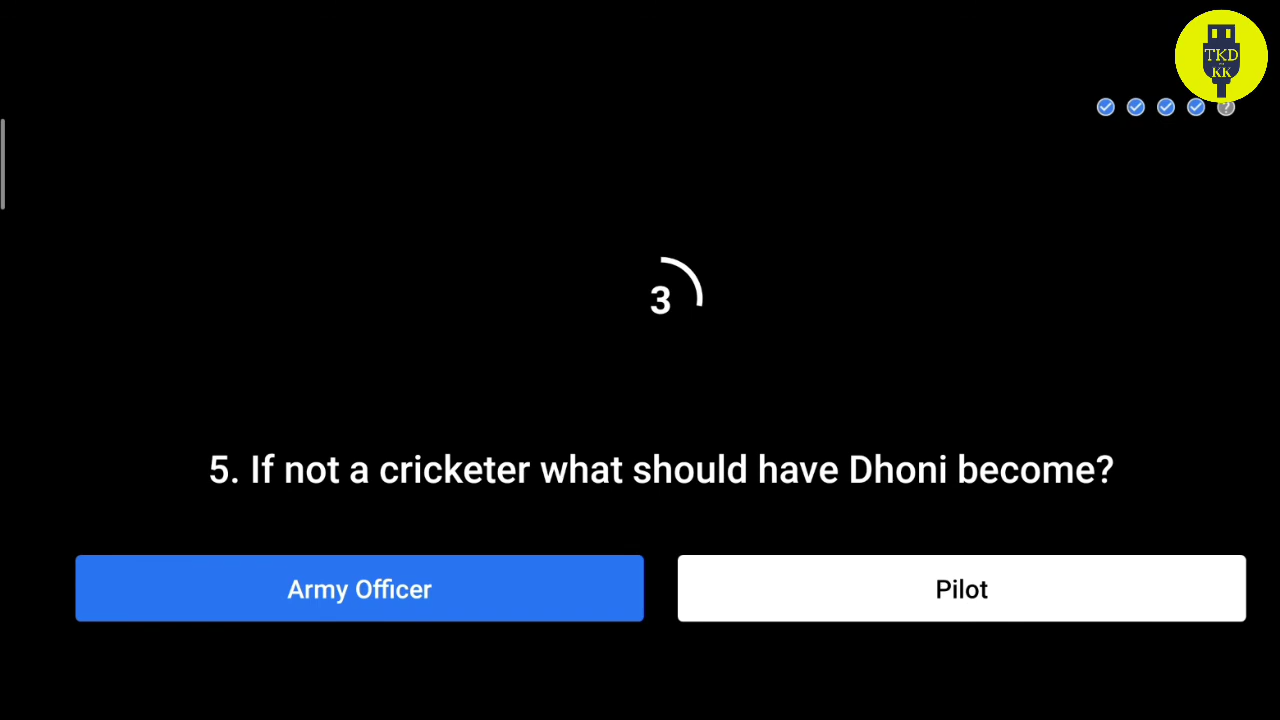 TKD
KK
3
5. If not a cricketer what should have Dhoni become?
Army Officer
Pilot